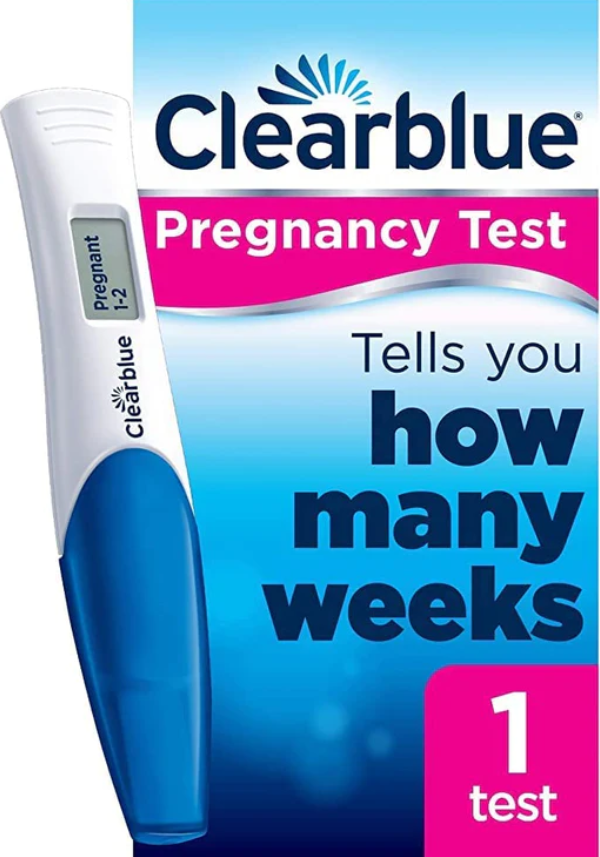 Clearblue®
Pregnancy Test
Tells you
how
many
weeks
1
test
Pregnant
1-2
Clearblue